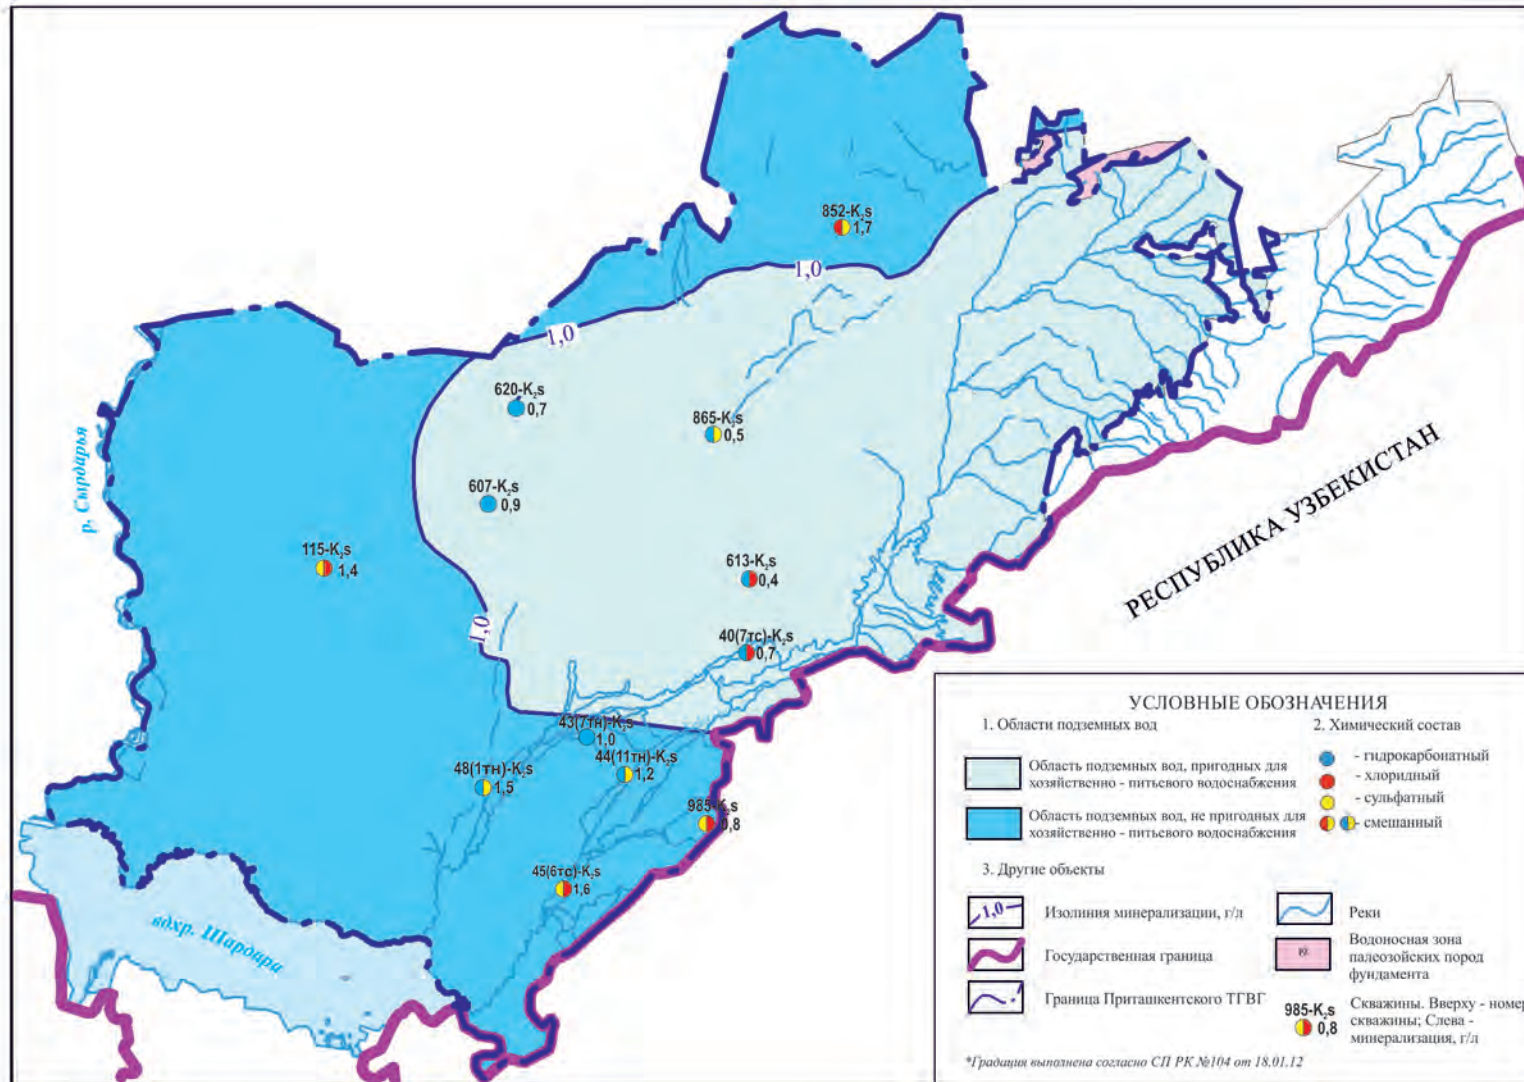 852-K₂s
1,7
1,0
1,0
620-K₂s
0,7
865-K₂s
0,5
607-K₂s
0,9
р. Сырдарья
115-K₂s
1,4
613-K₂s
0,4
1,0
40(7тс)-K₂s
0,7
РЕСПУБЛИКА УЗБЕКИСТАН
43(7тн)-K₂s
1,0
44(11тн)-K₂s
1,2
48(1тн)-K₂s
1,5
985-K₂s
0,8
45(6тс)-K₂s
1,6
вдхр. Шардара
УСЛОВНЫЕ ОБОЗНАЧЕНИЯ
1. Области подземных вод
Область подземных вод, пригодных для
хозяйственно - питьевого водоснабжения
Область подземных вод, не пригодных для
хозяйственно - питьевого водоснабжения
2. Химический состав
- гидрокарбонатный
- хлоридный
- сульфатный
- смешанный
3. Другие объекты
1,0
Изолиния минерализации, г/л
Государственная граница
Граница Приташкентского ТГВГ
Реки
Водоносная зона
палеозойских пород
фундамента
985-K₂s
0,8
Скважины. Вверху - номер
скважины; Слева -
минерализация, г/л
*Градация выполнена согласно СП РК №104 от 18.01.12